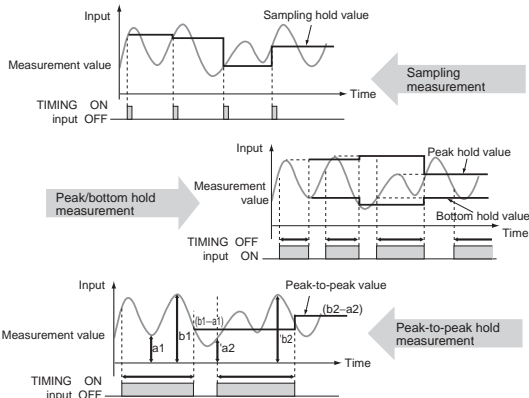 Input
Sampling hold value
Measurement value
Time
TIMING ON
input OFF
Sampling
measurement
Input
Peak hold value
Measurement
value
Bottom hold value
Time
TIMING OFF
input ON
Peak/bottom hold
measurement
Input
Peak-to-peak value
(b1–a1)
(b2–a2)
Measurement value
a1
b1
'a2
'b2
Time
TIMING ON
input OFF
Peak-to-peak hold
measurement